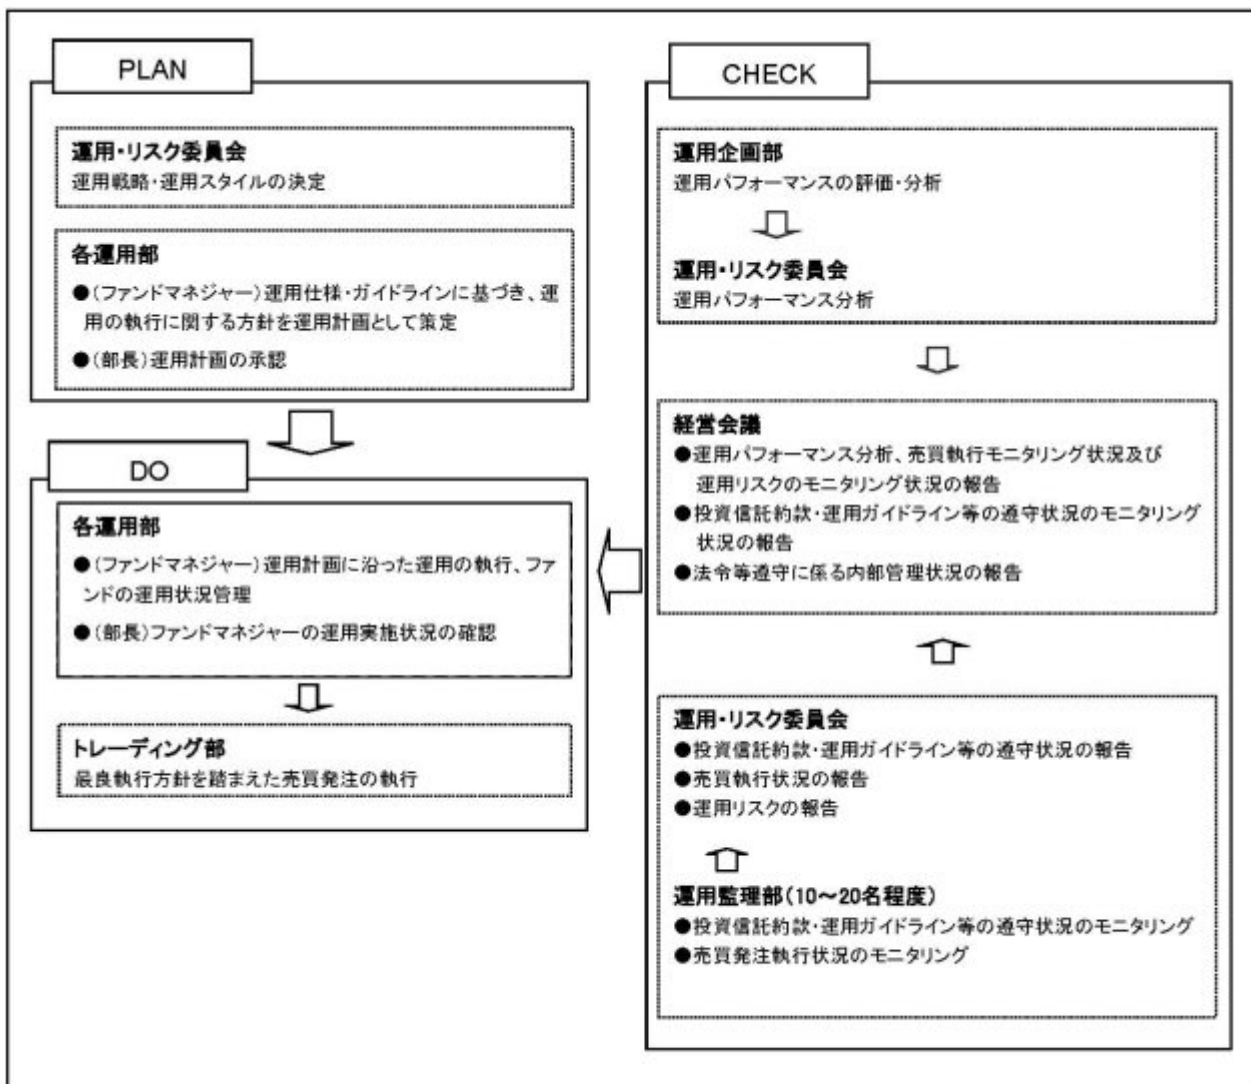 PLAN
運用・リスク委員会
運用戦略・運用スタイルの決定
各運用部
●(ファンドマネジャー)運用仕様・ガイドラインに基づき、運
用の執行に関する方針を運用計画として策定
●(部長)運用計画の承認
DO
各運用部
●(ファンドマネジャー)運用計画に沿った運用の執行、ファ
ンドの運用状況管理
●(部長)ファンドマネジャーの運用実施状況の確認
トレーディング部
最良執行方針を踏まえた売買発注の執行
CHECK
運用企画部
運用パフォーマンスの評価・分析
運用・リスク委員会
運用パフォーマンス分析
経営会議
●運用パフォーマンス分析、売買執行モニタリング状況及び
運用リスクのモニタリング状況の報告
●投資信託約款・運用ガイドライン等の遵守状況のモニタリング
状況の報告
●法令等遵守に係る内部管理状況の報告
運用・リスク委員会
●投資信託約款・運用ガイドライン等の遵守状況の報告
●売買執行状況の報告
●運用リスクの報告
運用監理部(10～20名程度)
●投資信託約款・運用ガイドライン等の遵守状況のモニタリング
●売買発注執行状況のモニタリング